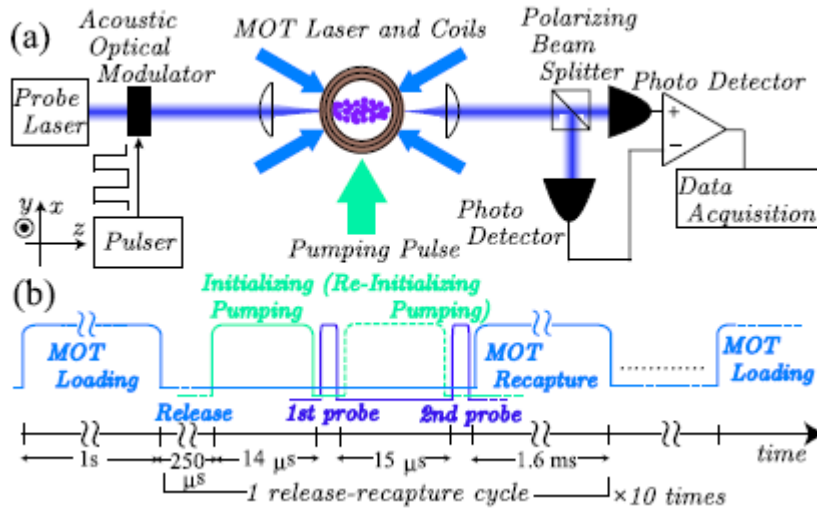 (a)
Acoustic
Optical
Modulator
MOT Laser and Coils
Polarizing
Beam
Splitter
Photo Detector
Probe
Laser
+
−
y
x
z
Pulser
Pumping Pulse
Photo
Detector
Data
Acquisition
(b)
Initializing (Re-Initializing
Pumping Pumping)
MOT
Loading
MOT
Recapture
MOT
Loading
Release
1st probe
2nd probe
time
1s
250
μs
14 μs
15 μs
1.6 ms
1 release-recapture cycle
×10 times